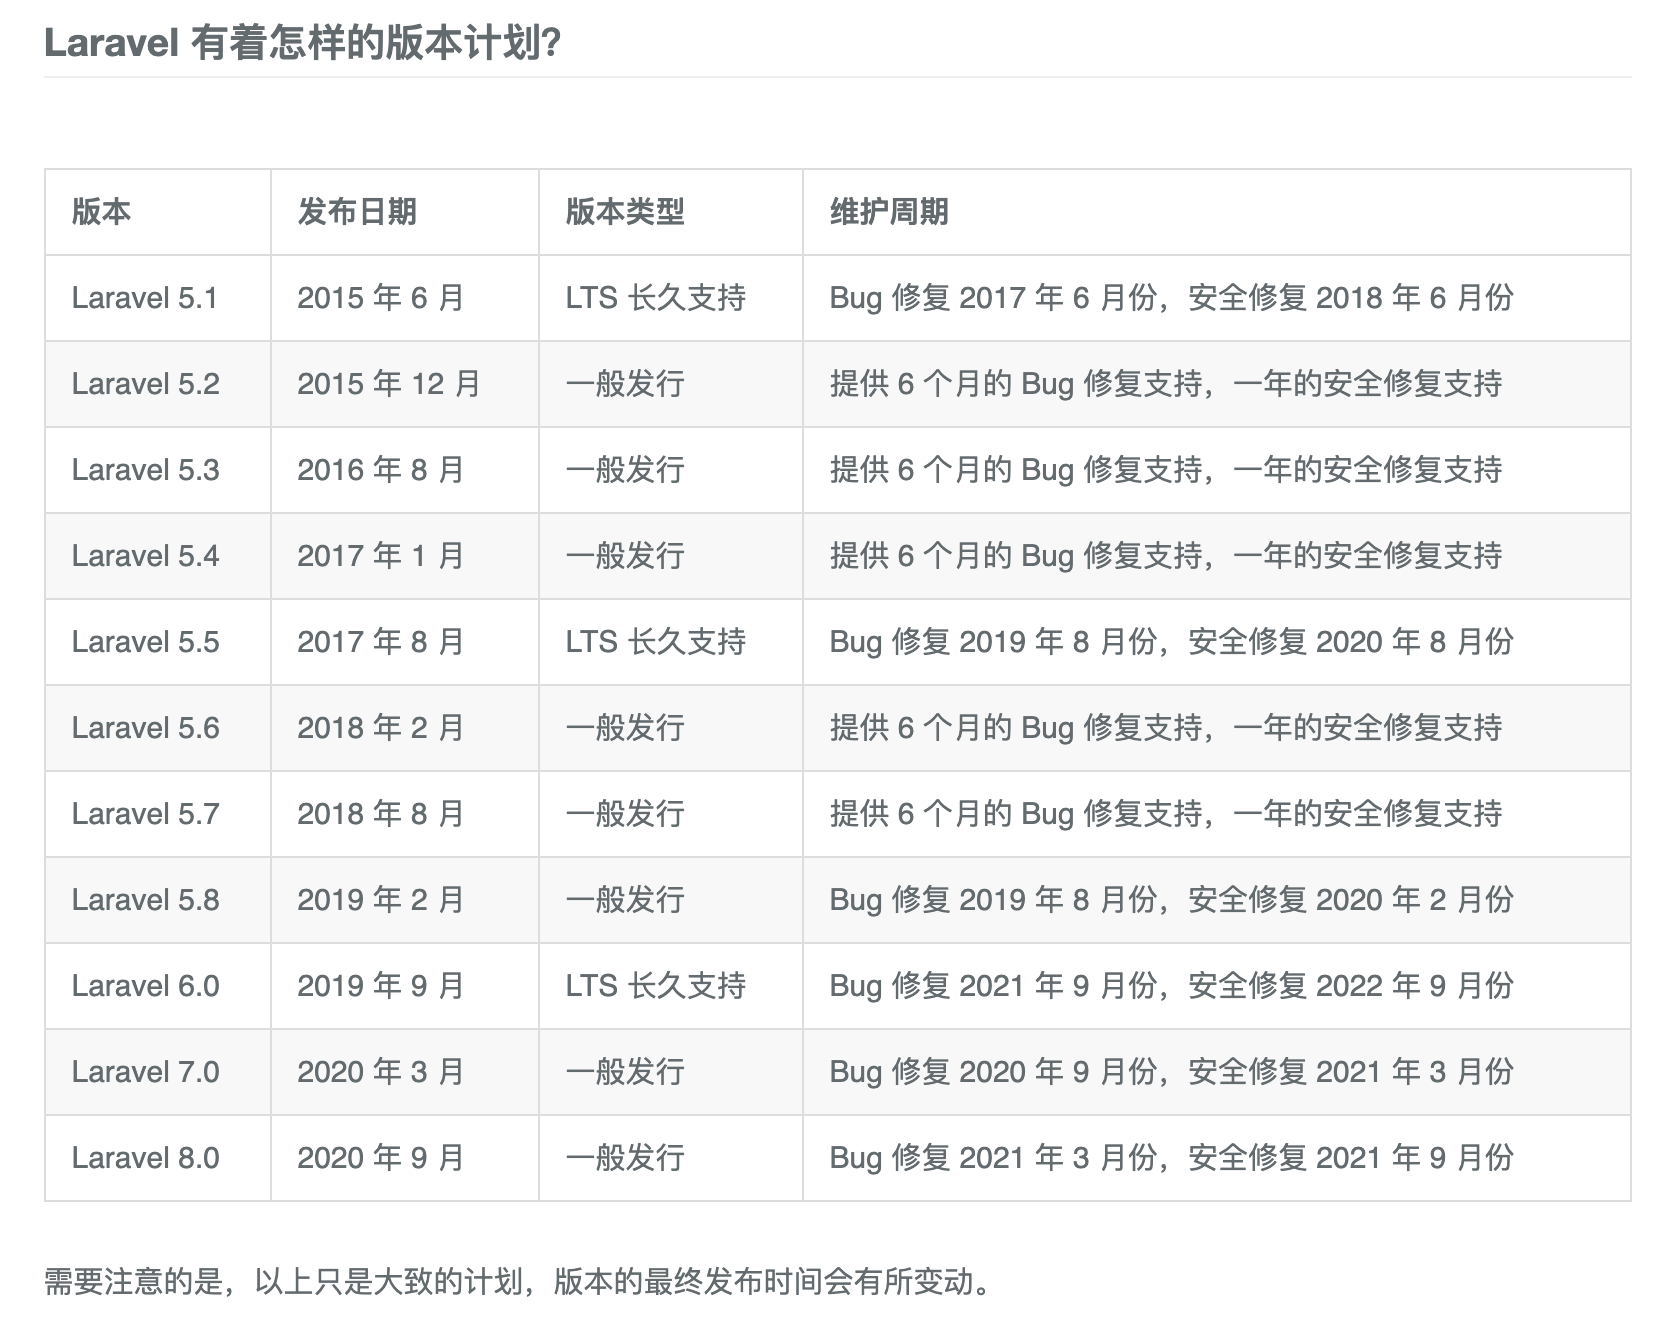 Laravel 有着怎样的版本计划?
版本 发布日期 版本类型 维护周期
Laravel 5.1 2015 年 6 月 LTS 长久支持 Bug 修复 2017 年 6 月份，安全修复 2018 年 6 月份
Laravel 5.2 2015 年 12 月 一般发行 提供 6 个月的 Bug 修复支持，一年的安全修复支持
Laravel 5.3 2016 年 8 月 一般发行 提供 6 个月的 Bug 修复支持，一年的安全修复支持
Laravel 5.4 2017 年 1 月 一般发行 提供 6 个月的 Bug 修复支持，一年的安全修复支持
Laravel 5.5 2017 年 8 月 LTS 长久支持 Bug 修复 2019 年 8 月份，安全修复 2020 年 8 月份
Laravel 5.6 2018 年 2 月 一般发行 提供 6 个月的 Bug 修复支持，一年的安全修复支持
Laravel 5.7 2018 年 8 月 一般发行 提供 6 个月的 Bug 修复支持，一年的安全修复支持
Laravel 5.8 2019 年 2 月 一般发行 Bug 修复 2019 年 8 月份，安全修复 2020 年 2 月份
Laravel 6.0 2019 年 9 月 LTS 长久支持 Bug 修复 2021 年 9 月份，安全修复 2022 年 9 月份
Laravel 7.0 2020 年 3 月 一般发行 Bug 修复 2020 年 9 月份，安全修复 2021 年 3 月份
Laravel 8.0 2020 年 9 月 一般发行 Bug 修复 2021 年 3 月份，安全修复 2021 年 9 月份
需要注意的是，以上只是大致的计划，版本的最终发布时间会有所变动。